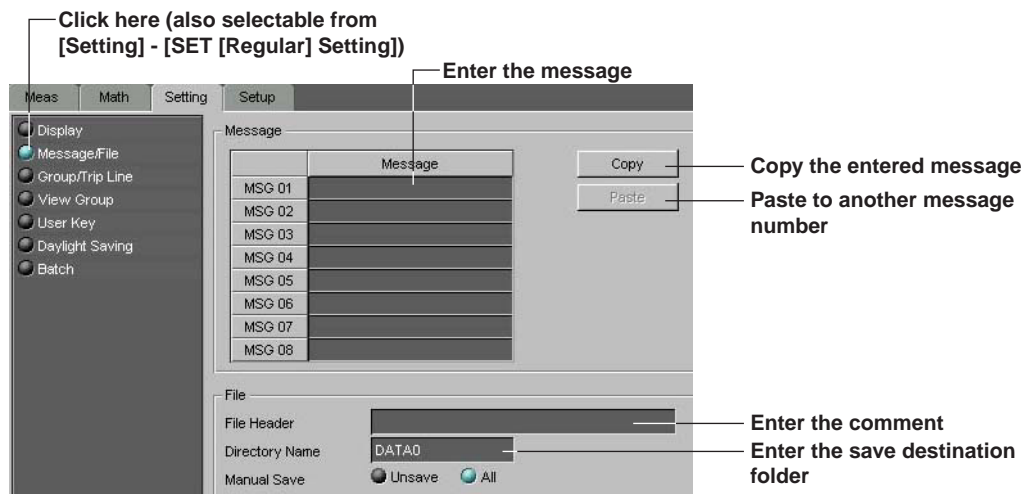 Click here (also selectable from
[Setting] - [SET [Regular] Setting])
Enter the message
Meas Math Setting Setup
Display
Message/File
Group/Trip Line
View Group
User Key
Daylight Saving
Batch
Message
Message
MSG 01
MSG 02
MSG 03
MSG 04
MSG 05
MSG 06
MSG 07
MSG 08
Copy
Paste
Copy the entered message
Paste to another message
number
File
File Header
Directory Name DATA0
Manual Save Unsave All
Enter the comment
Enter the save destination
folder